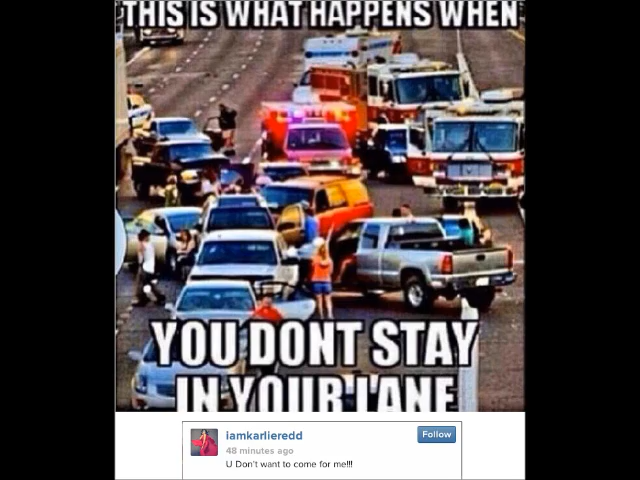 THIS IS WHAT HAPPENS WHEN
YOU DONT STAY
IN YOUR LANE
iamkarlieredd
Follow
48 minutes ago
U Don't want to come for me!!!